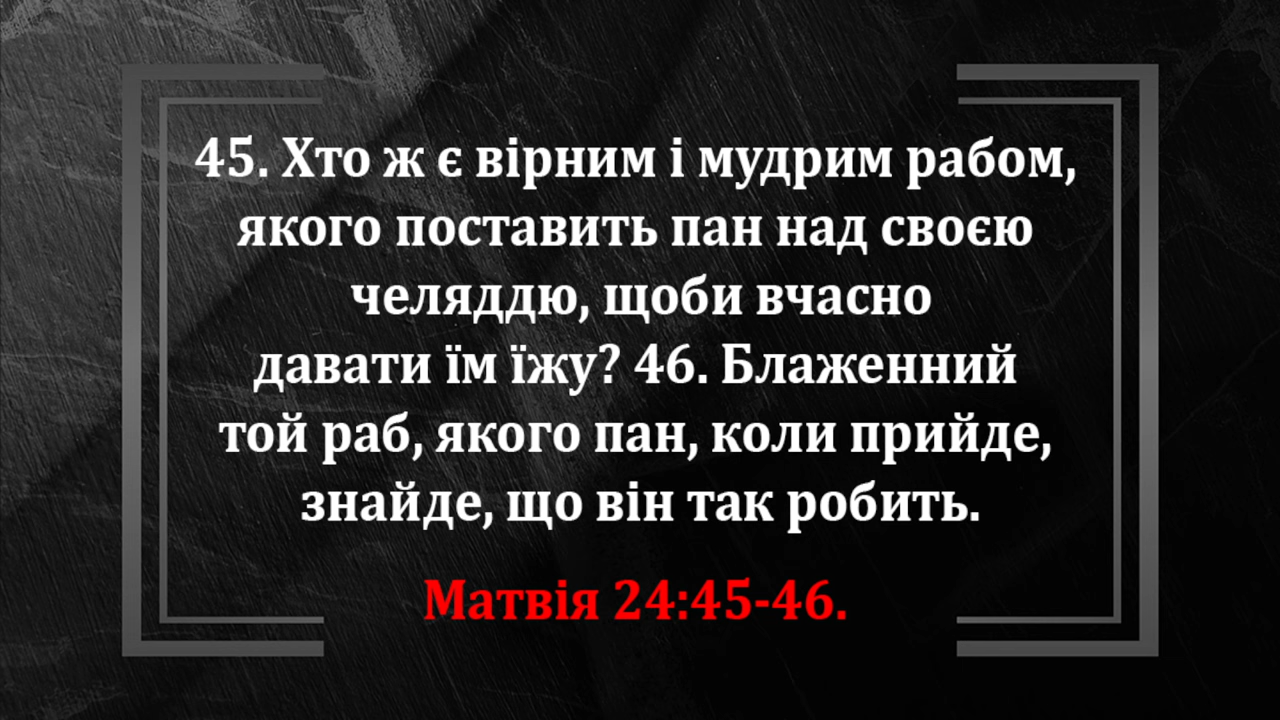 45. Хто ж є вірним і мудрим рабом,
якого поставить пан над своєю
челяддю, щоби вчасно
давати їм їжу? 46. Блаженний
той раб, якого пан, коли прийде,
знайде, що він так робить.
Матвія 24:45-46.